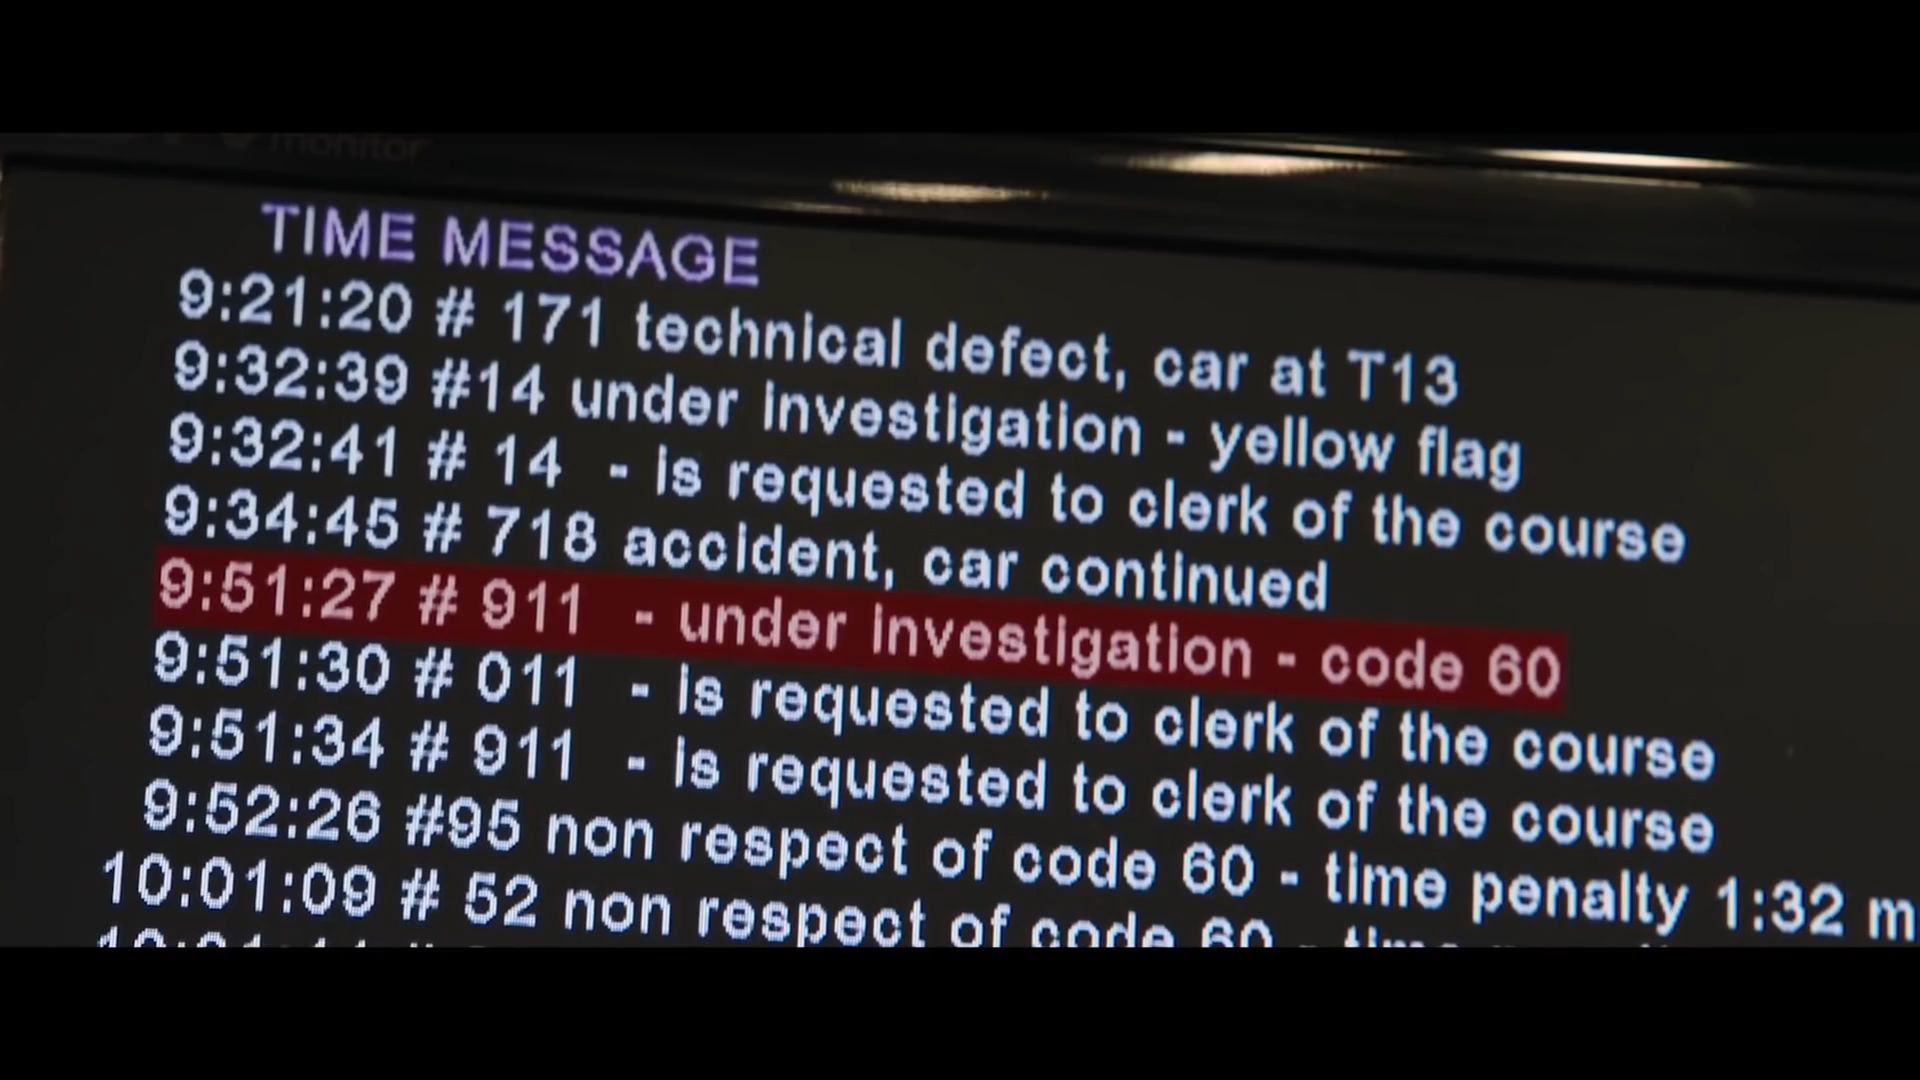 monitor
TIME MESSAGE
9:21:20 # 171 technical defect, car at T13
9:32:39 #14 under investigation - yellow flag
9:32:41 # 14 - is requested to clerk of the course
9:34:45 # 718 accident, car continued
9:51:27 # 911 - under investigation - code 60
9:51:30 # 011 - is requested to clerk of the course
9:51:34 # 911 - is requested to clerk of the course
9:52:26 #95 non respect of code 60 - time penalty 1:32 m
10:01:09 # 52 non respect of code 60 - time